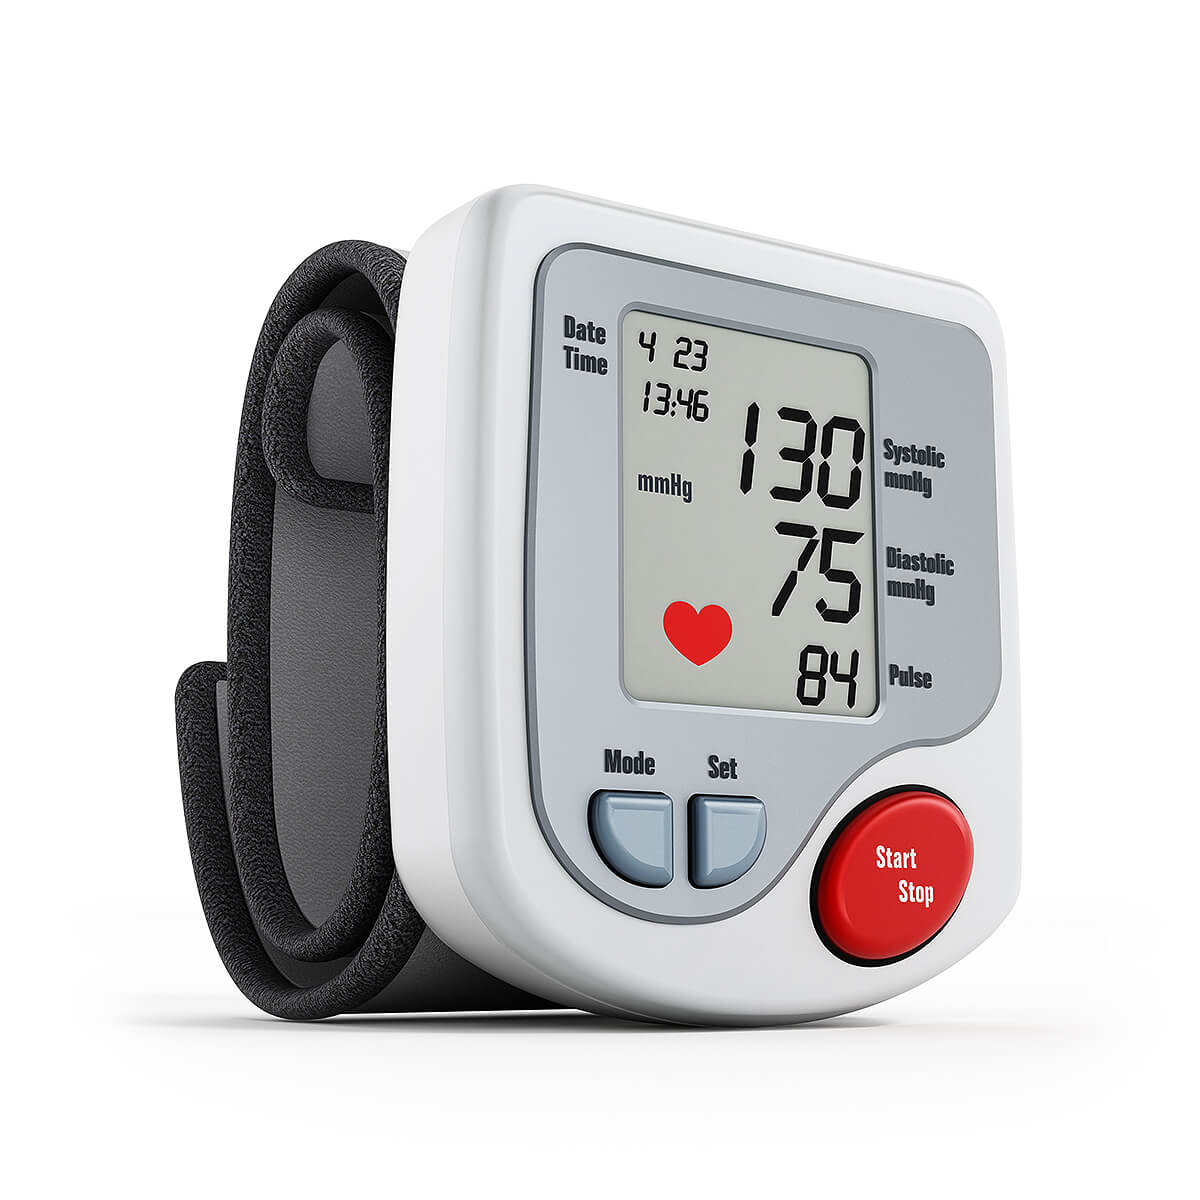 Date
Time
4 23
13:46
mmHg
130
Systolic
mmHg
75
Diastolic
mmHg
84
Pulse
Mode
Set
Start
Stop